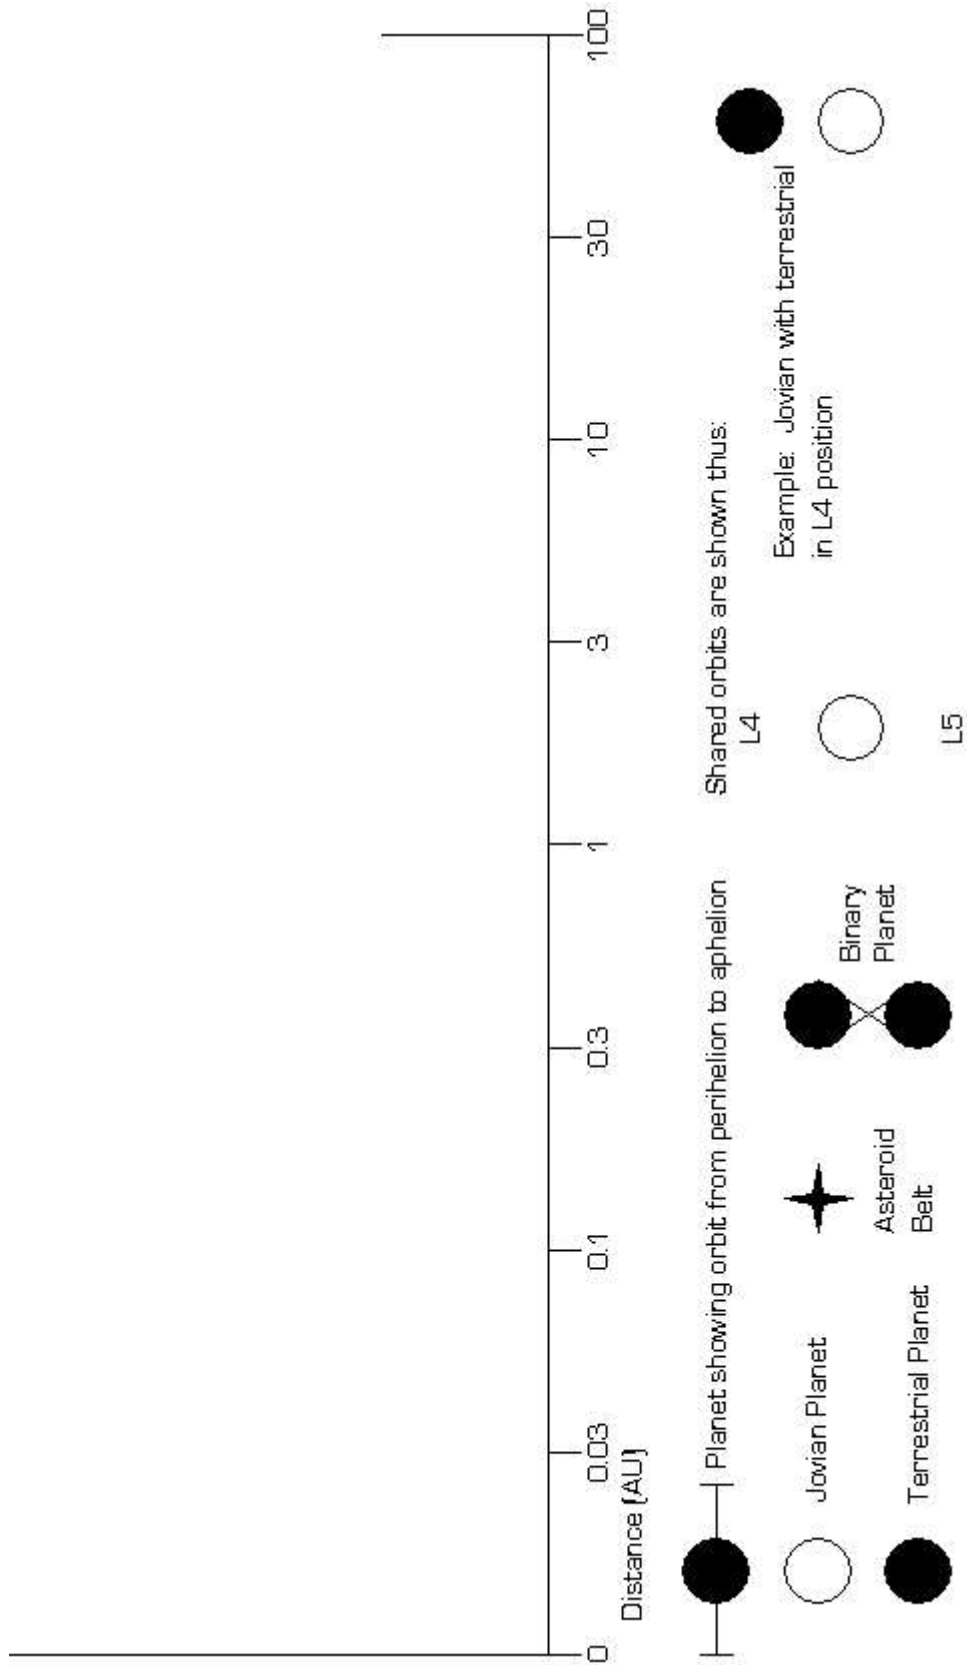 0 0.03 0.1 0.3 1 3 10 30 100
Distance (AU)
Planet showing orbit from perihelion to aphelion
Shared orbits are shown thus:
L4
Example: Jovian with terrestrial
in L4 position
Jovian Planet
Asteroid
Belt
Binary
Planet
Terrestrial Planet
L5